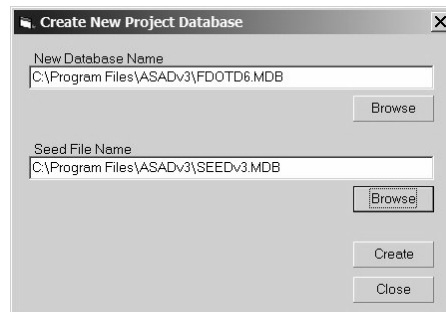 Create New Project Database
New Database Name
C:\Program Files\ASADv3\FDOTD6.MDB
Browse
Seed File Name
C:\Program Files\ASADv3\SEEDv3.MDB
Browse
Create
Close